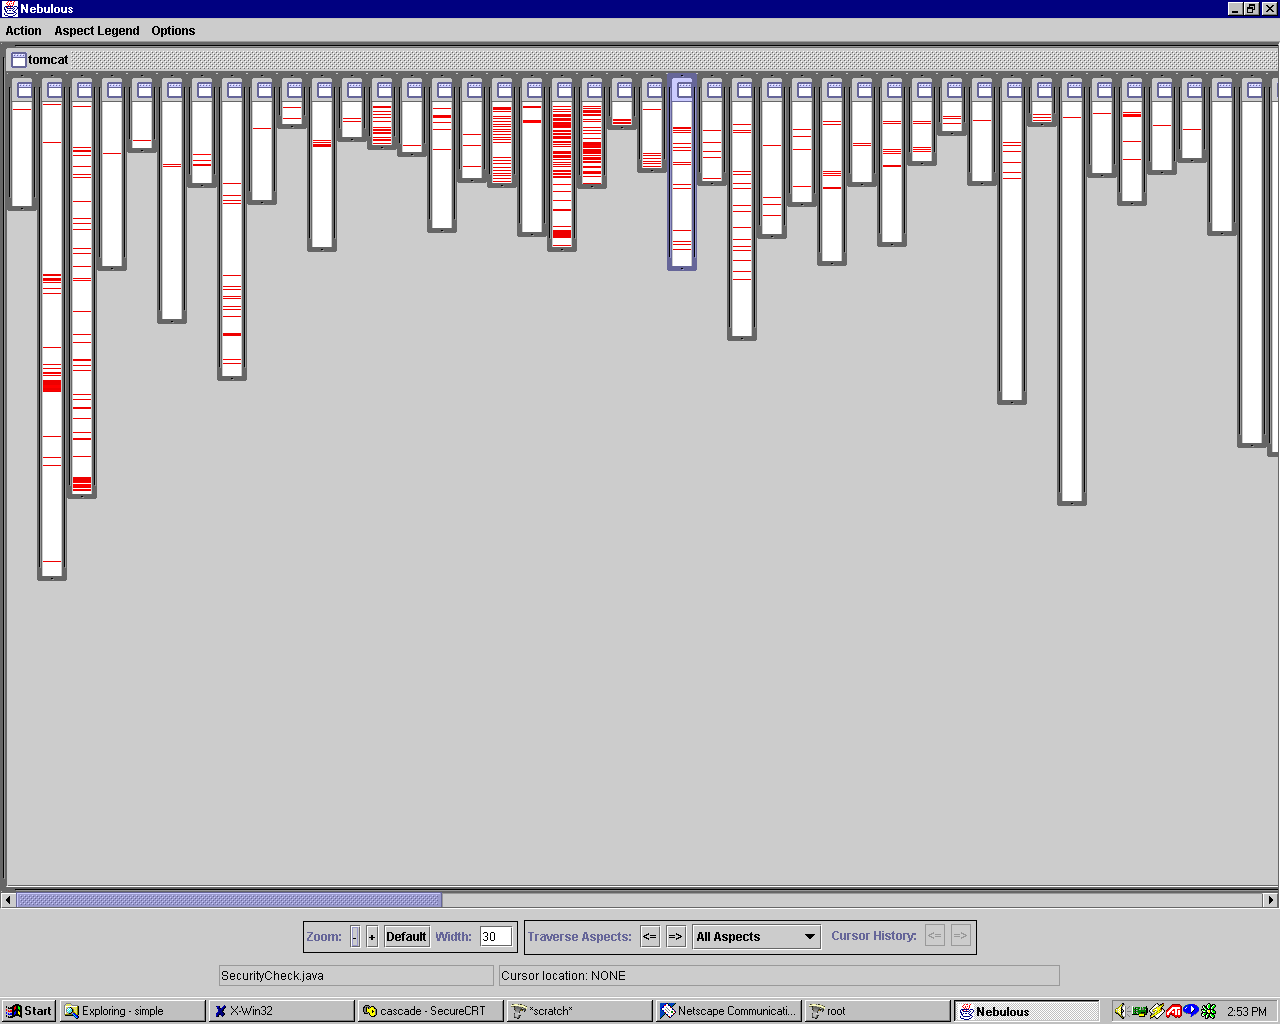 Nebulous
Action Aspect Legend Options
tomcat
Zoom: - + Default Width: 30 Traverse Aspects: <= => All Aspects Cursor History: <= =>
SecurityCheck.java Cursor location: NONE
Start Exploring - simple X-Win32 cascade - SecureCRT *scratch* Netscape Communicati... root Nebulous 2:53 PM